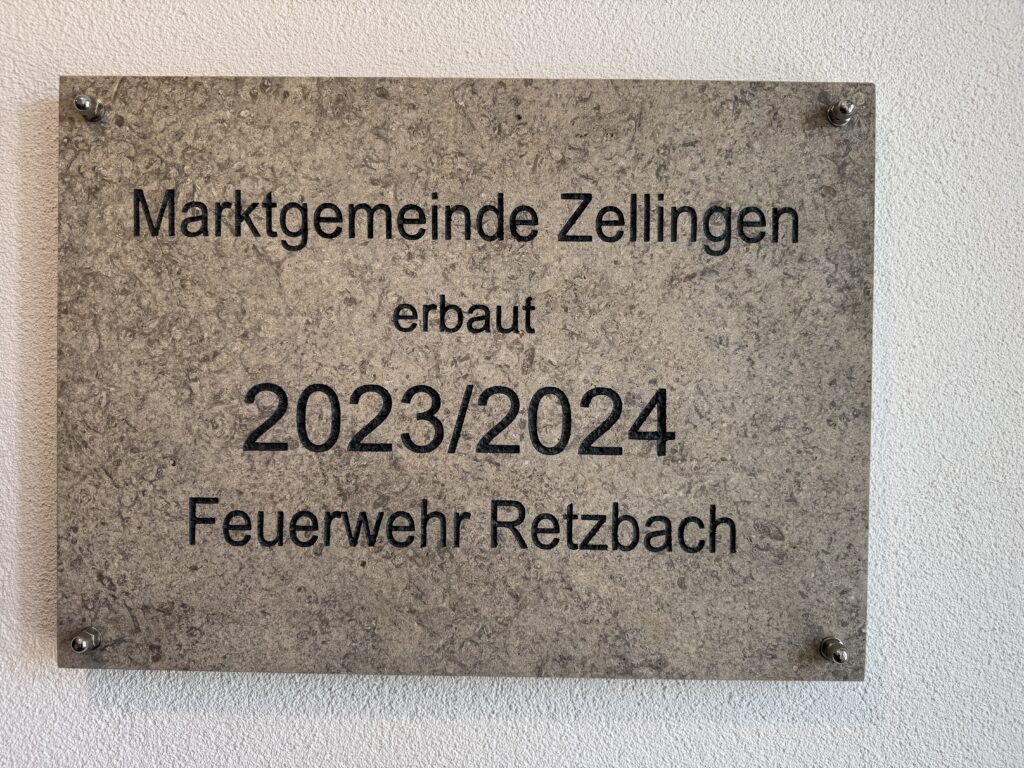 Marktgemeinde Zellingen
erbaut
2023/2024
Feuerwehr Retzbach